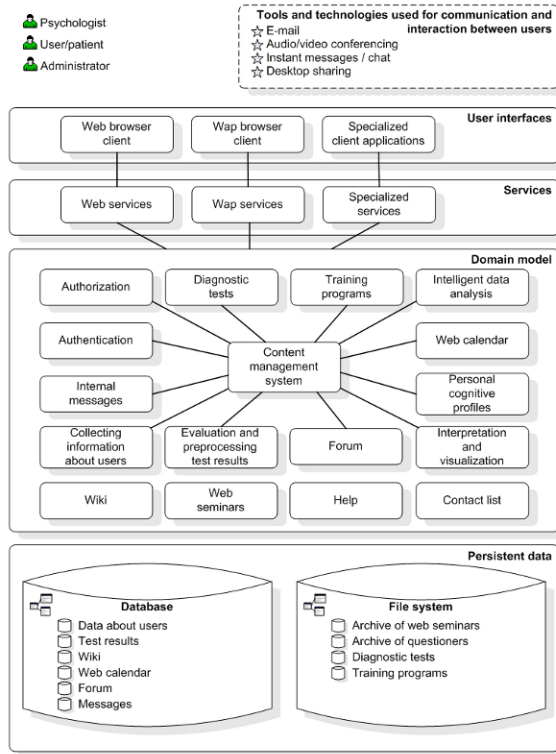 Psychologist
User/patient
Administrator
Tools and technologies used for communication and
interaction between users
E-mail
Audio/video conferencing
Instant messages / chat
Desktop sharing
User interfaces
Web browser
client
Wap browser
client
Specialized
client applications
Services
Web services
Wap services
Specialized
services
Domain model
Authorization
Diagnostic
tests
Training
programs
Intelligent data
analysis
Authentication
Content
management
system
Web calendar
Internal
messages
Personal
cognitive
profiles
Collecting
information
about users
Evaluation and
preprocessing
test results
Forum
Interpretation
and
visualization
Wiki
Web
seminars
Help
Contact list
Persistent data
Database
Data about users
Test results
Wiki
Web calendar
Forum
Messages
File system
Archive of web seminars
Archive of questioners
Diagnostic tests
Training programs